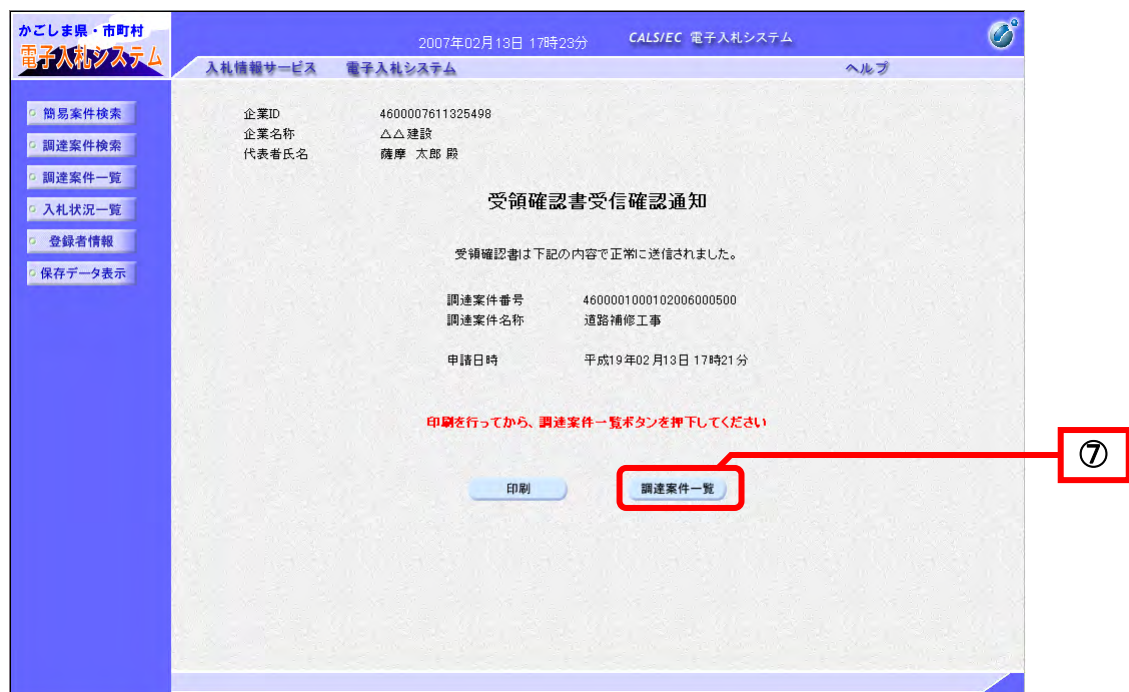 かごしま県・市町村
電子入札システム
2007年02月13日 17時23分 CALS/EC 電子入札システム
入札情報サービス 電子入札システム ヘルプ
簡易案件検索
調達案件検索
調達案件一覧
入札状況一覧
登録者情報
保存データ表示
企業ID 4600007611325498
企業名称 △△建設
代表者氏名 薩摩 太郎 殿
受領確認書受信確認通知
受領確認書は下記の内容で正常に送信されました。
調達案件番号 4600001000102006000500
調達案件名称 道路補修工事
申請日時 平成19年02月13日 17時21分
印刷を行ってから、調達案件一覧ボタンを押下してください
印刷 調達案件一覧
⑦